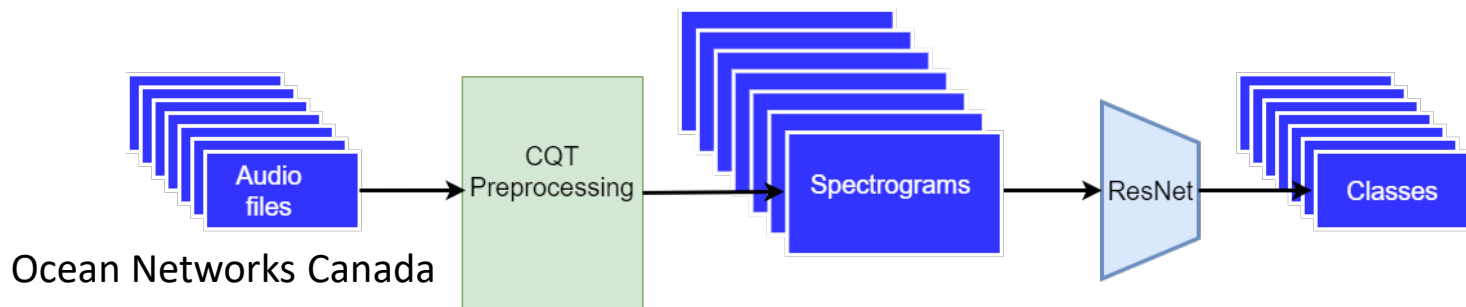 Audio
files
CQT
Preprocessing
Spectrograms
ResNet
Classes
Ocean Networks Canada